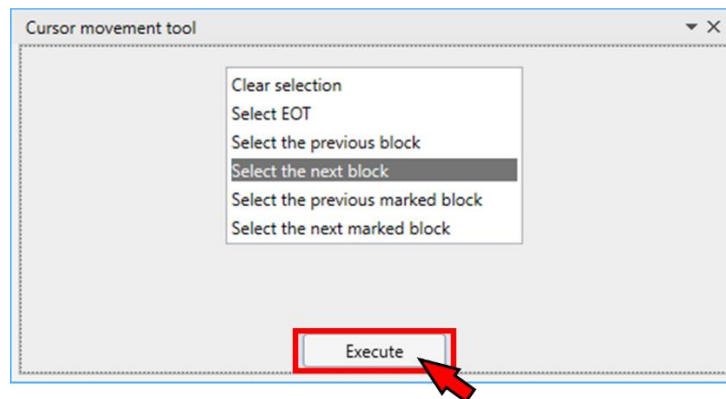 Cursor movement tool
Clear selection
Select EOT
Select the previous block
Select the next block
Select the previous marked block
Select the next marked block
Execute